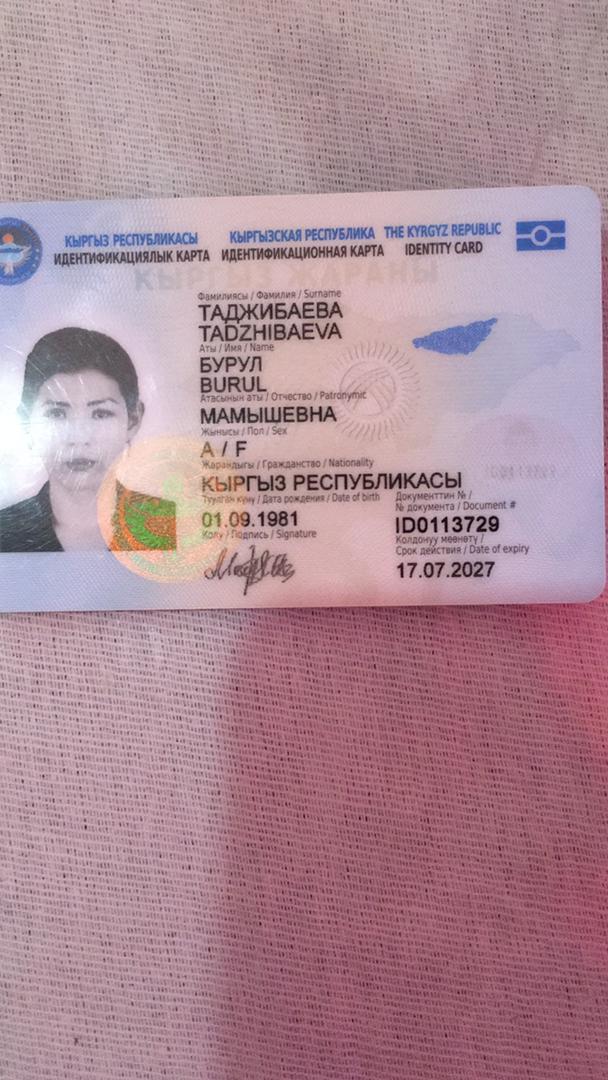 КЫРГЫЗ РЕСПУБЛИКАСЫ КЫРГЫЗСКАЯ РЕСПУБЛИКА THE KYRGYZ REPUBLIC
ИДЕНТИФИКАЦИЯЛЫК КАРТА ИДЕНТИФИКАЦИОННАЯ КАРТА IDENTITY CARD
КЫРГЫЗ ЖАРАНЫ
Фамилиясы / Фамилия / Surname
ТАДЖИБАЕВА
TADZHIBAEVA
Аты / Имя / Name
БУРУЛ
BURUL
Атасынын аты / Отчество / Patronymic
МАМЫШЕВНА
Жынысы / Пол / Sex
A / F
Жарандыгы / Гражданство / Nationality
КЫРГЫЗ РЕСПУБЛИКАСЫ
Туулган күнү / Дата рождения / Date of birth
01.09.1981
Документтин № /
№ документа / Document #
ID0113729
Колу / Подпись / Signature
Колдонуу мөөнөтү /
Срок действия / Date of expiry
17.07.2027